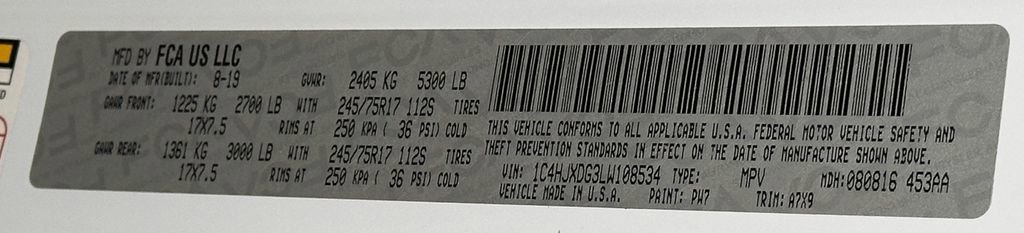 MFD BY FCA US LLC
DATE OF MFR(BUILT): 8-19 GVWR: 2405 KG 5300 LB
GAWR FRONT: 1225 KG 2700 LB WITH 245/75R17 112S TIRES
17X7.5 RIMS AT 250 KPA ( 36 PSI) COLD
GAWR REAR: 1361 KG 3000 LB WITH 245/75R17 112S TIRES
17X7.5 RIMS AT 250 KPA ( 36 PSI) COLD
THIS VEHICLE CONFORMS TO ALL APPLICABLE U.S.A. FEDERAL MOTOR VEHICLE SAFETY AND
THEFT PREVENTION STANDARDS IN EFFECT ON THE DATE OF MANUFACTURE SHOWN ABOVE.
VIN: 1C4HJXDG3LW108534 TYPE: MPV MDH:080816 453AA
VEHICLE MADE IN U.S.A. PAINT: PW7 TRIM: A7X9